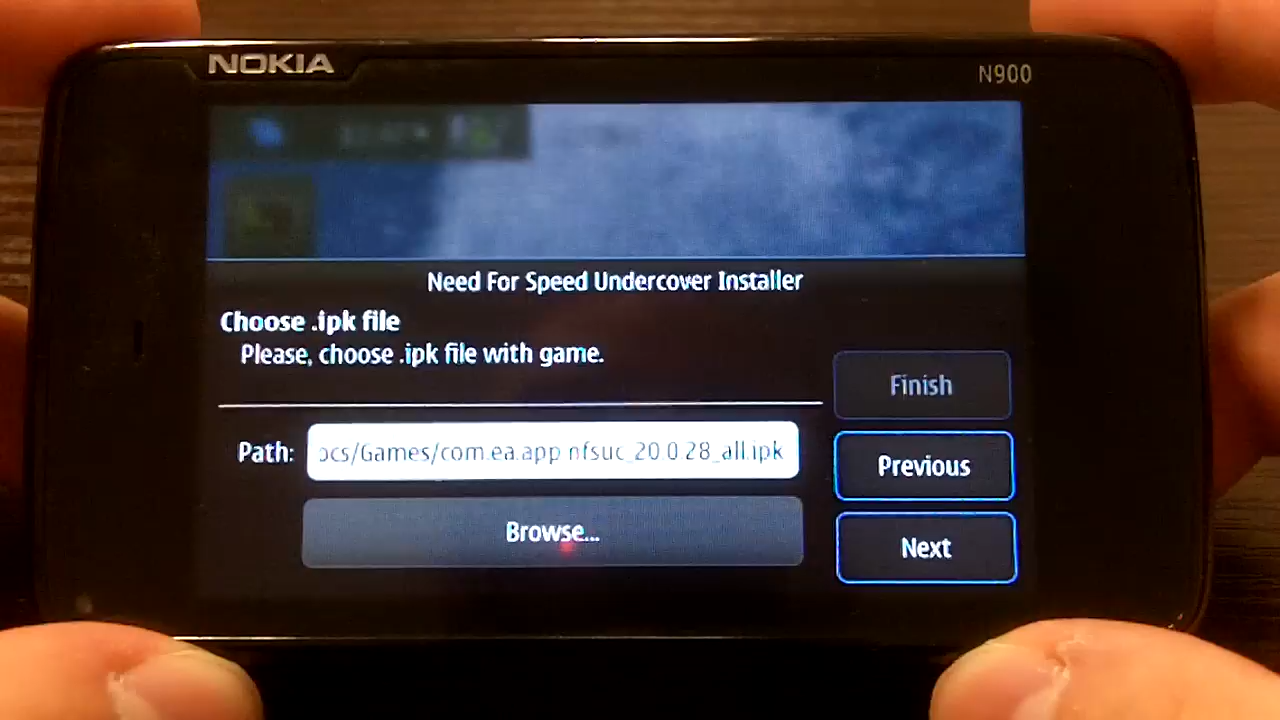 NOKIA
N900
Need For Speed Undercover Installer
Choose .ipk file
Please, choose .ipk file with game.
Finish
Path: ocs/Games/com.ea.app.nfsuc_20.0.28_all.ipk
Previous
Browse...
Next